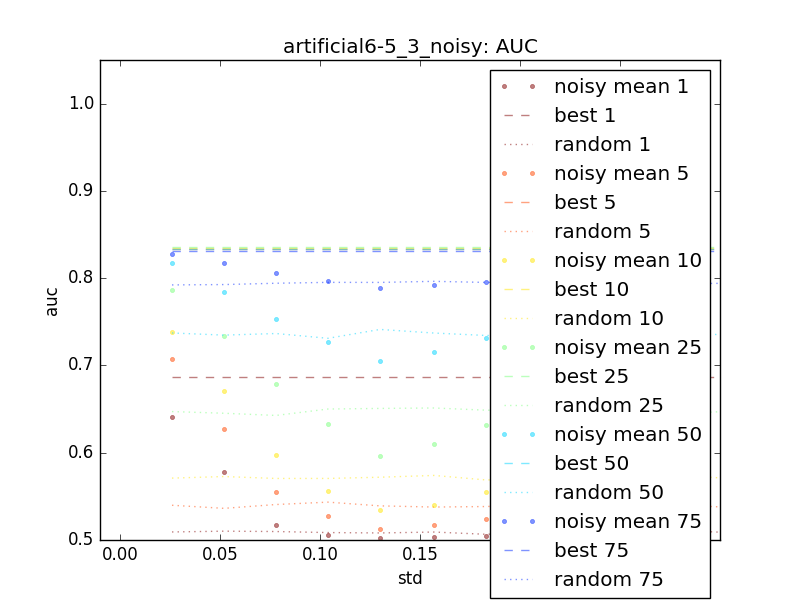 artificial6-5_3_noisy: AUC
1.0
0.9
0.8
0.7
0.6
0.5
auc
0.00
0.05
0.10
0.15
std
noisy mean 1
best 1
random 1
noisy mean 5
best 5
random 5
noisy mean 10
best 10
random 10
noisy mean 25
best 25
random 25
noisy mean 50
best 50
random 50
noisy mean 75
best 75
random 75